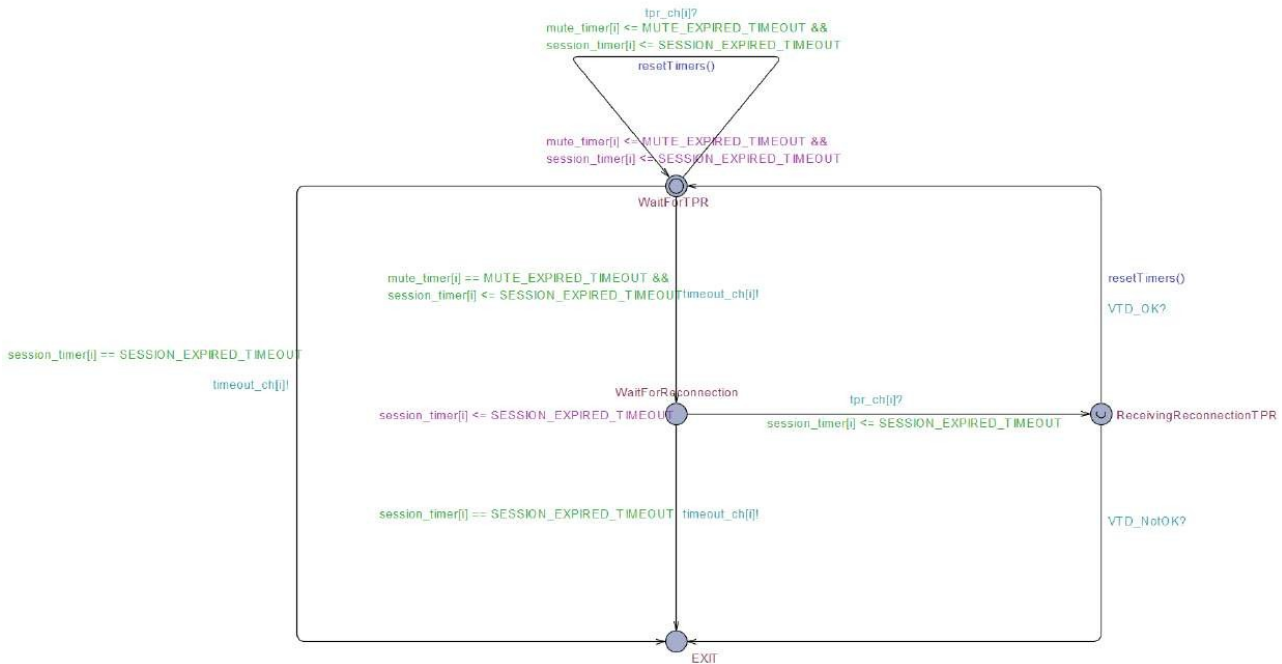 tpr_ch[i]?
mute_timer[i] <= MUTE_EXPIRED_TIMEOUT &&
session_timer[i] <= SESSION_EXPIRED_TIMEOUT
resetTimers()
mute_timer[i] <= MUTE_EXPIRED_TIMEOUT &&
session_timer[i] <= SESSION_EXPIRED_TIMEOUT
WaitForTPR
mute_timer[i] == MUTE_EXPIRED_TIMEOUT &&
session_timer[i] <= SESSION_EXPIRED_TIMEOUT
timeout_ch[i]!
resetTimers()
VTD_OK?
session_timer[i] == SESSION_EXPIRED_TIMEOUT
timeout_ch[i]!
WaitForReconnection
session_timer[i] <= SESSION_EXPIRED_TIMEOUT
tpr_ch[i]?
session_timer[i] <= SESSION_EXPIRED_TIMEOUT
ReceivingReconnectionTPR
session_timer[i] == SESSION_EXPIRED_TIMEOUT
timeout_ch[i]!
VTD_NotOK?
EXIT